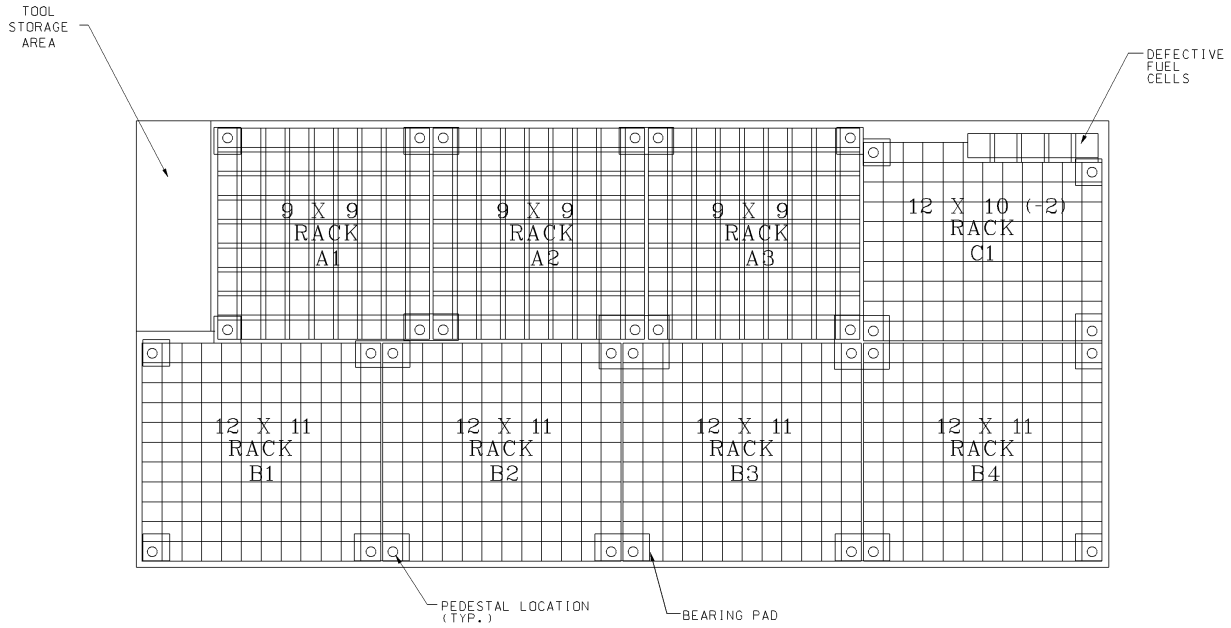 TOOL
STORAGE
AREA
DEFECTIVE
FUEL
CELLS
9 X 9
RACK
A1
9 X 9
RACK
A2
9 X 9
RACK
A3
12 X 10 (-2)
RACK
C1
12 X 11
RACK
B1
12 X 11
RACK
B2
12 X 11
RACK
B3
12 X 11
RACK
B4
PEDESTAL LOCATION
(TYP.)
BEARING PAD